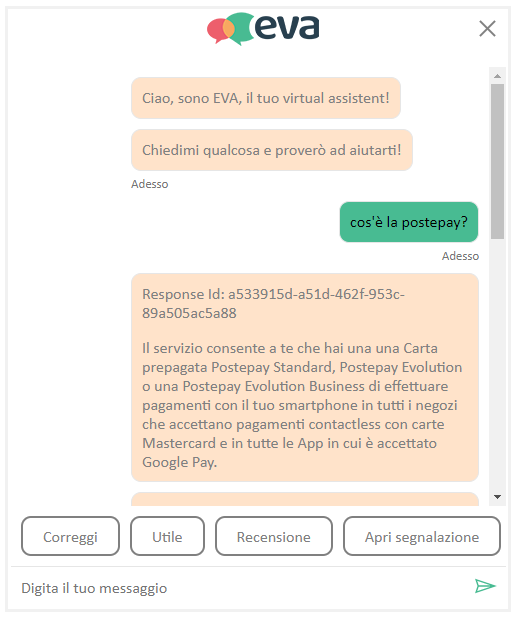 eva
Ciao, sono EVA, il tuo virtual assistent!
Chiedimi qualcosa e proverò ad aiutarti!
Adesso
cos'è la postepay?
Adesso
Response Id: a533915d-a51d-462f-953c-
89a505ac5a88
Il servizio consente a te che hai una una Carta
prepagata Postepay Standard, Postepay Evolution
o una Postepay Evolution Business di effettuare
pagamenti con il tuo smartphone in tutti i negozi
che accettano pagamenti contactless con carte
Mastercard e in tutte le App in cui è accettato
Google Pay.
Correggi Utile Recensione Apri segnalazione
Digita il tuo messaggio